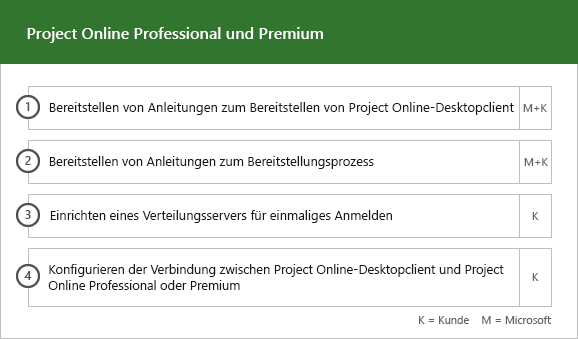 Project Online Professional und Premium
1 Bereitstellen von Anleitungen zum Bereitstellen von Project Online-Desktopclient M+K
2 Bereitstellen von Anleitungen zum Bereitstellungsprozess M+K
3 Einrichten eines Verteilungsservers für einmaliges Anmelden K
4 Konfigurieren der Verbindung zwischen Project Online-Desktopclient und Project
Online Professional oder Premium K
K = Kunde M = Microsoft